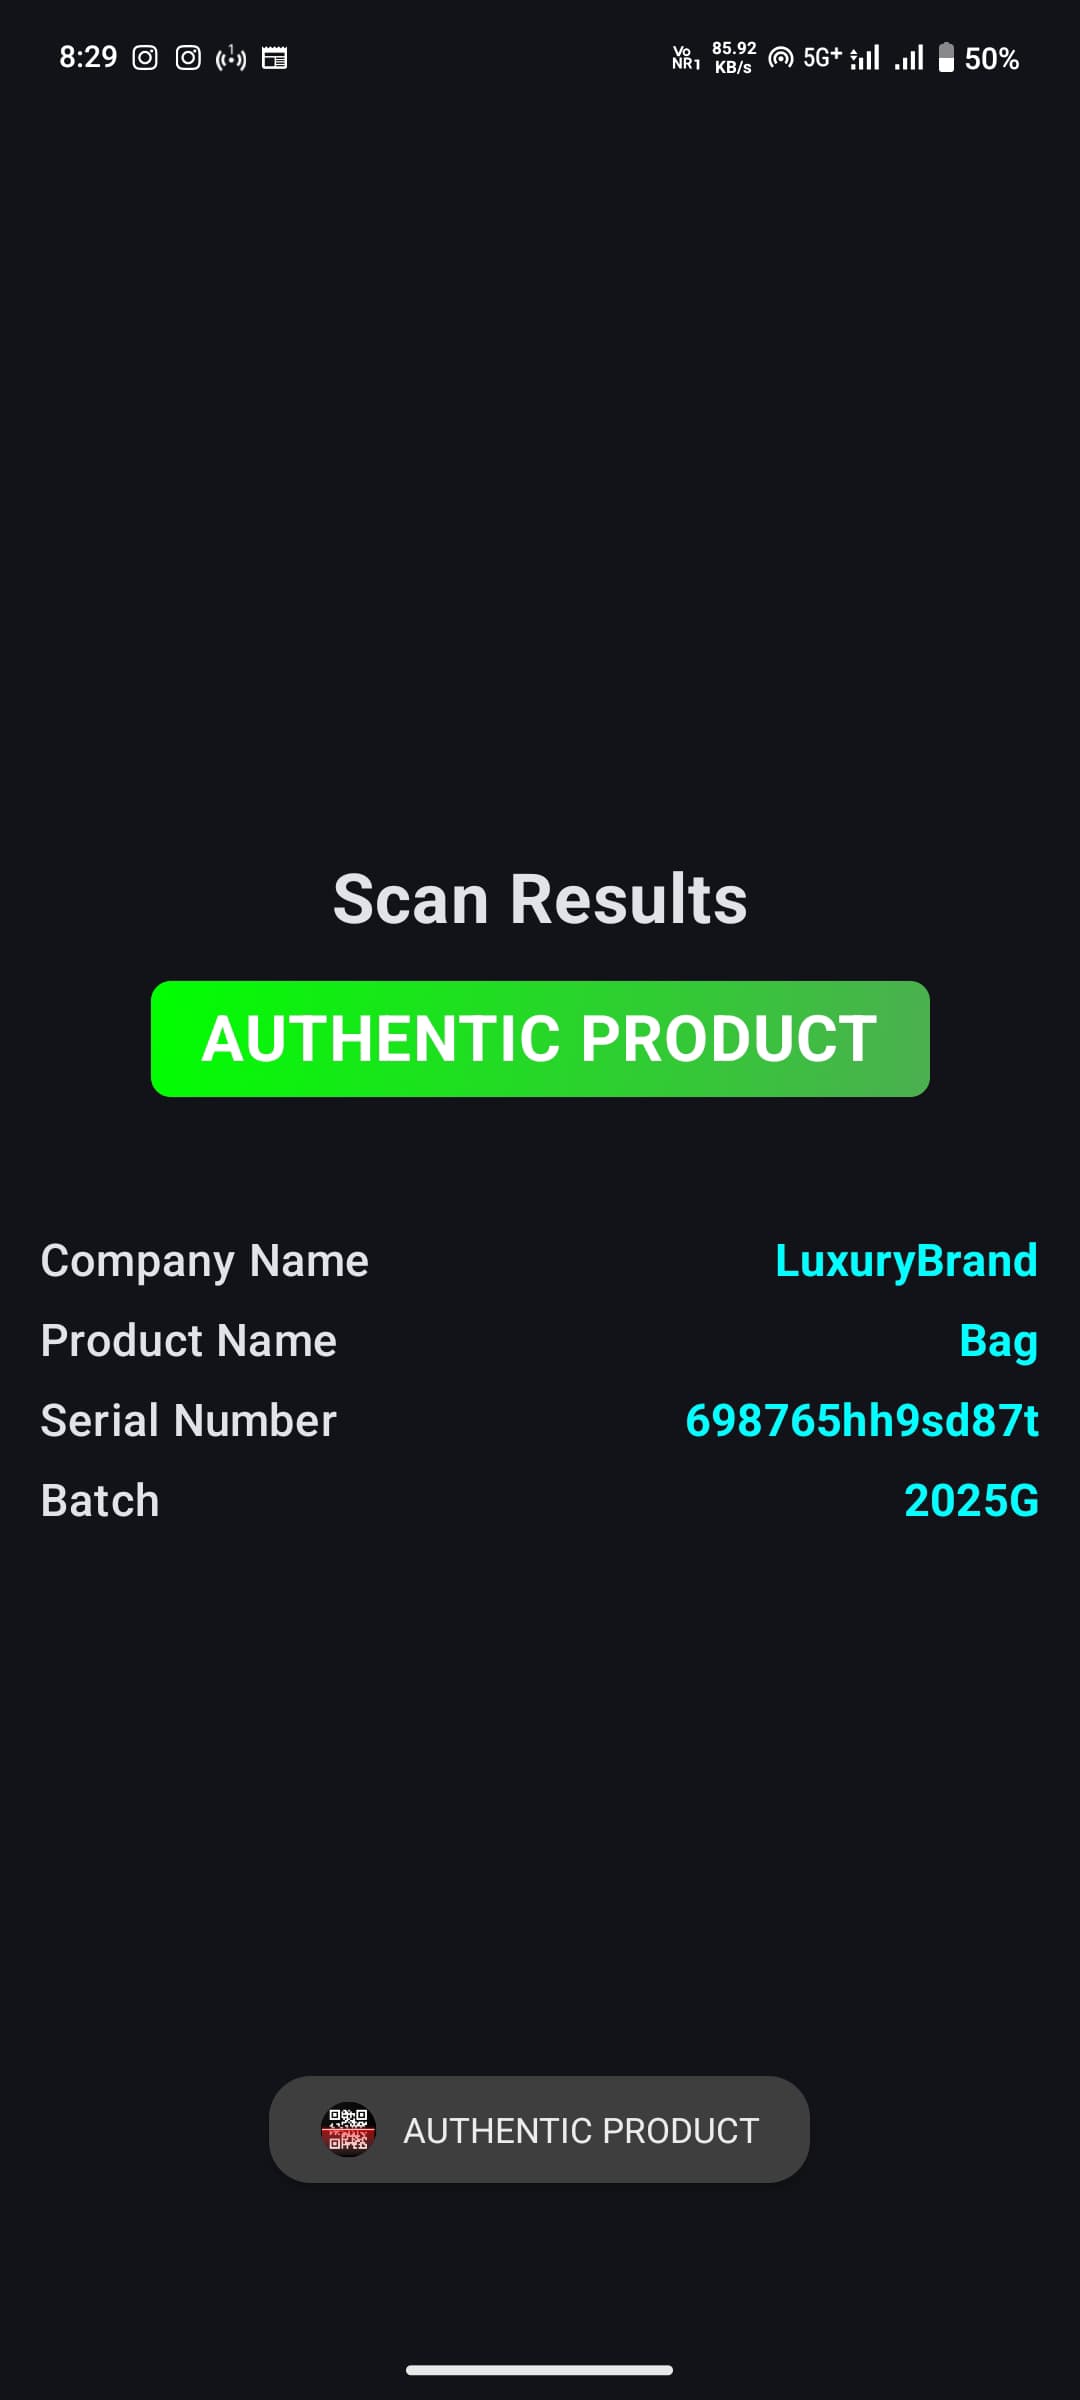 8:29 1 Vo NR1 85.92 KB/s 5G+ 50%
Scan Results
AUTHENTIC PRODUCT
Company Name LuxuryBrand
Product Name Bag
Serial Number 698765hh9sd87t
Batch 2025G
AUTHENTIC PRODUCT